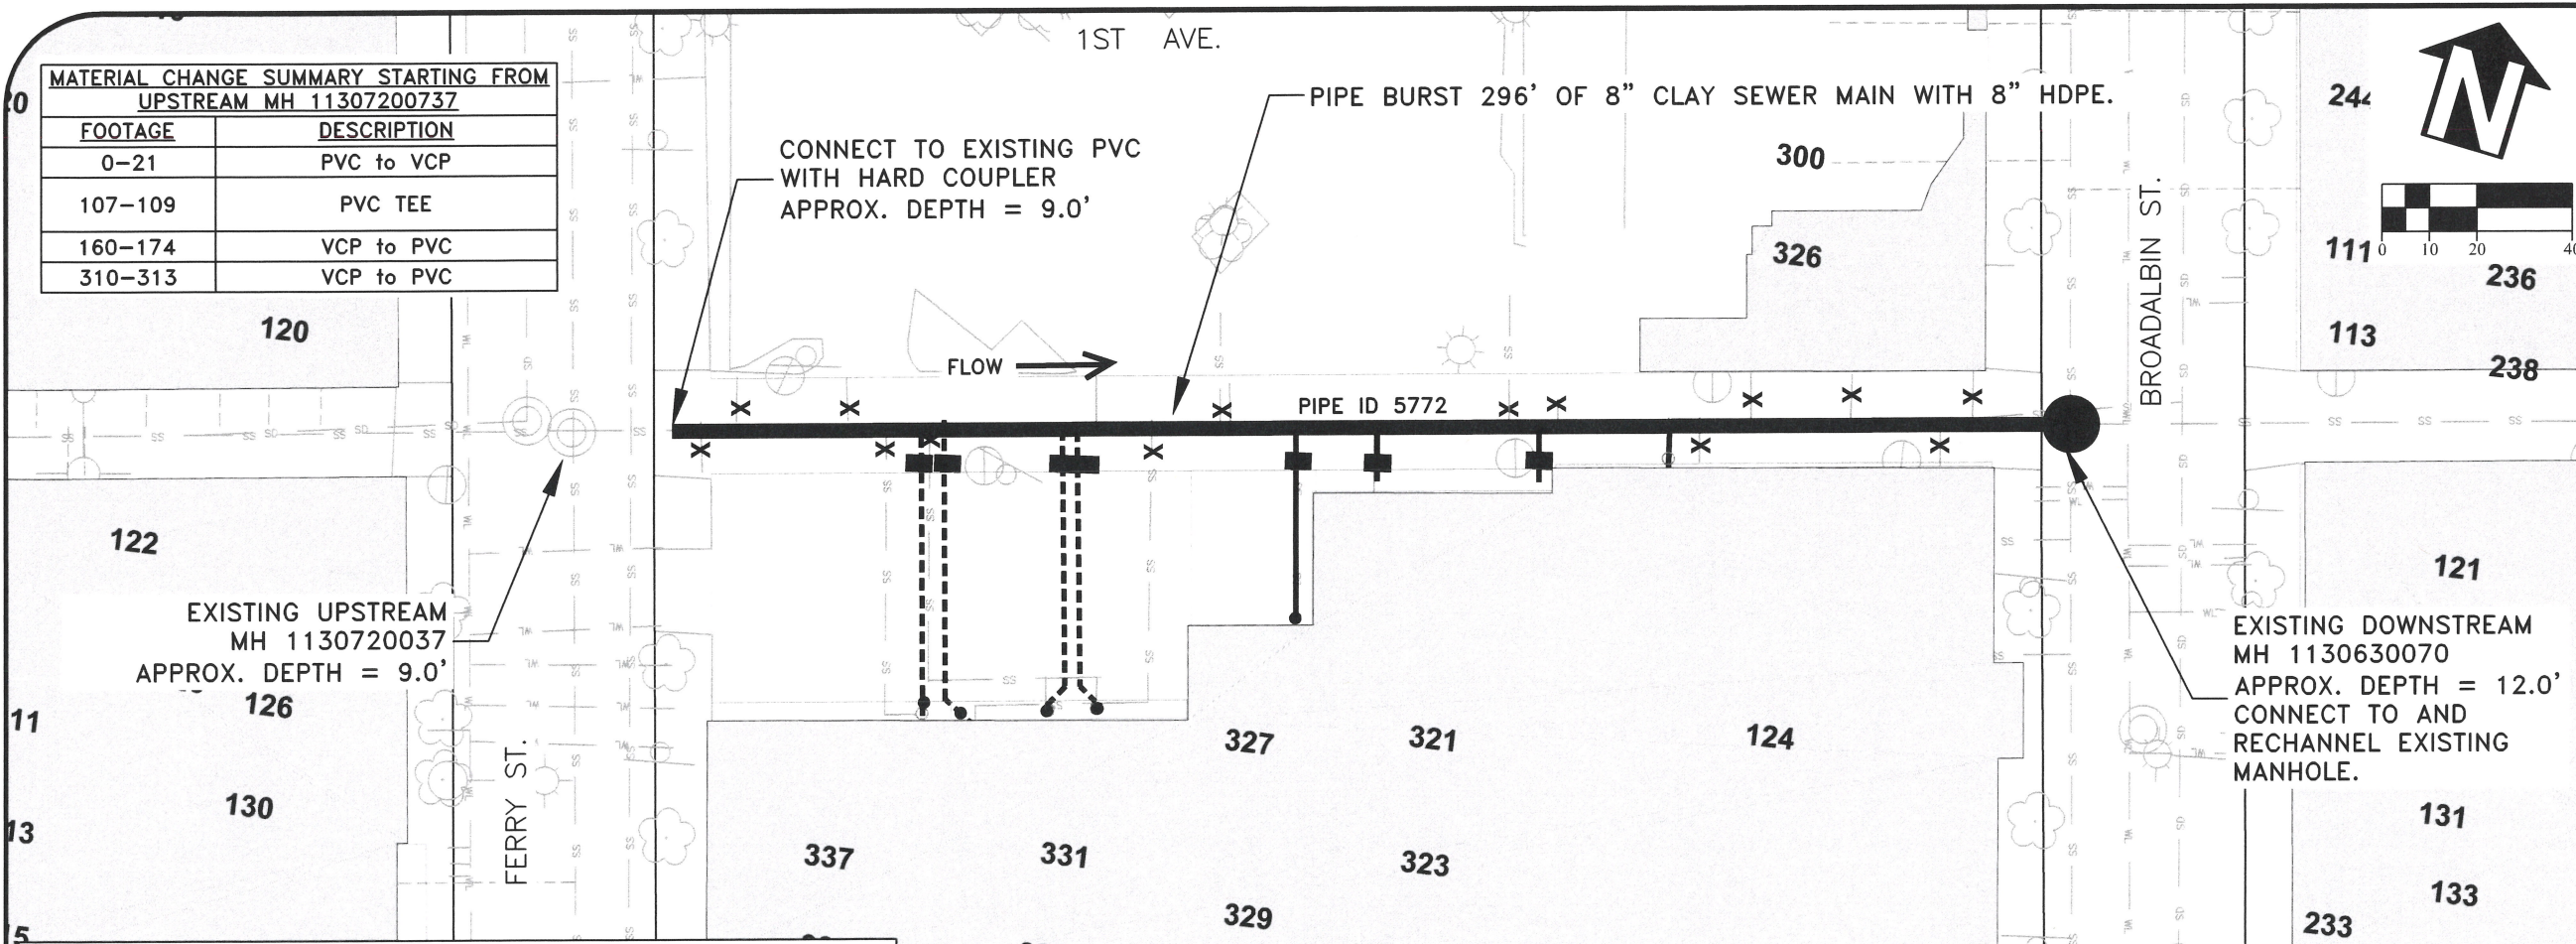 1ST AVE.
MATERIAL CHANGE SUMMARY STARTING FROM
UPSTREAM MH 11307200737
FOOTAGE DESCRIPTION
0-21 PVC to VCP
107-109 PVC TEE
160-174 VCP to PVC
310-313 VCP to PVC
PIPE BURST 296' OF 8" CLAY SEWER MAIN WITH 8" HDPE.
CONNECT TO EXISTING PVC
WITH HARD COUPLER
APPROX. DEPTH = 9.0'
N
0 10 20
300
326
BROADALBIN ST.
111
236
113
238
120
FLOW
PIPE ID 5772
122
121
EXISTING UPSTREAM
MH 1130720037
APPROX. DEPTH = 9.0'
EXISTING DOWNSTREAM
MH 1130630070
APPROX. DEPTH = 12.0'
CONNECT TO AND
RECHANNEL EXISTING
MANHOLE.
126
11
130
13
FERRY ST.
327
321
124
337
331
323
329
131
133
233